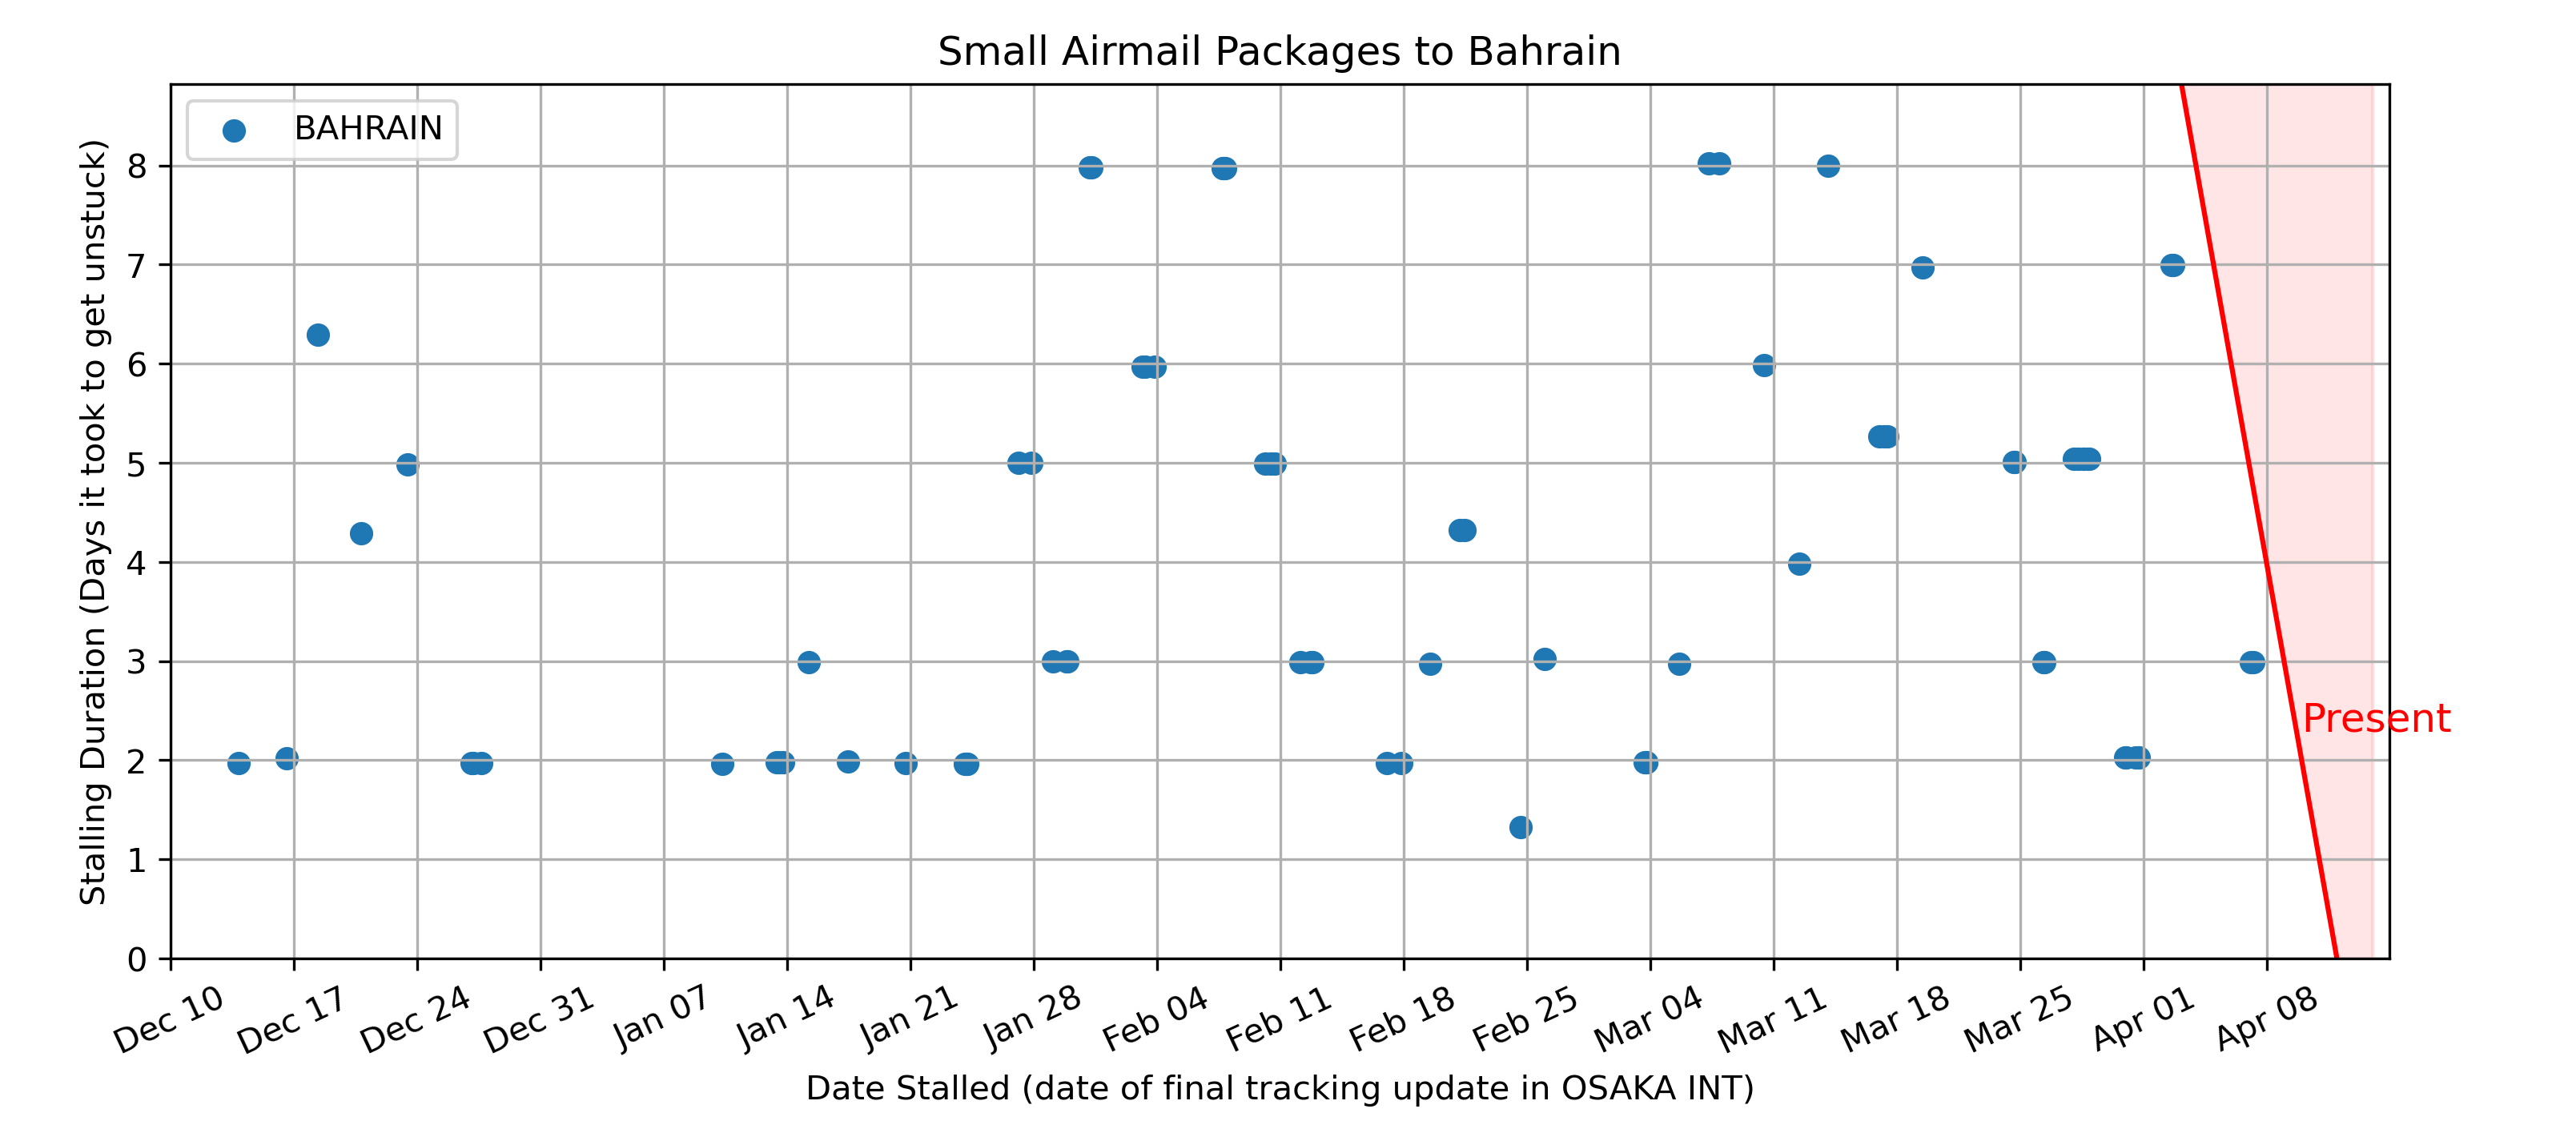 Small Airmail Packages to Bahrain
BAHRAIN
Stalling Duration (Days it took to get unstuck)
8
7
6
5
4
3
2
1
0
Present
Dec 10
Dec 17
Dec 24
Dec 31
Jan 07
Jan 14
Jan 21
Jan 28
Feb 04
Feb 11
Feb 18
Feb 25
Mar 04
Mar 11
Mar 18
Mar 25
Apr 01
Apr 08
Date Stalled (date of final tracking update in OSAKA INT)